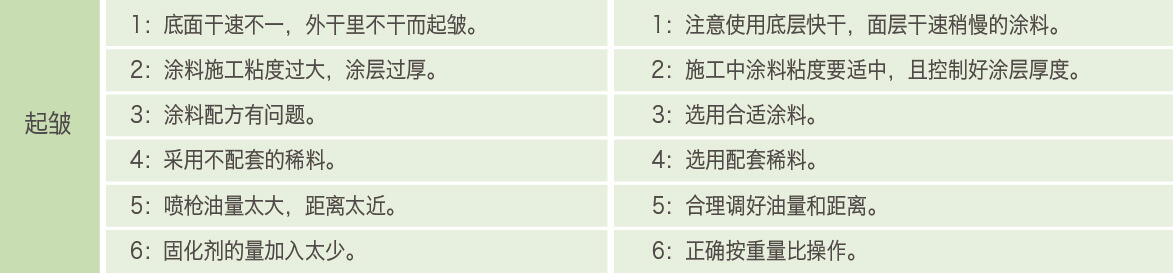 起皱
1：底面干速不一，外干里不干而起皱。
1：注意使用底层快干，面层干速稍慢的涂料。
2：涂料施工粘度过大，涂层过厚。
2：施工中涂料粘度要适中，且控制好涂层厚度。
3：涂料配方有问题。
3：选用合适涂料。
4：采用不配套的稀料。
4：选用配套稀料。
5：喷枪油量太大，距离太近。
5：合理调好油量和距离。
6：固化剂的量加入太少。
6：正确按重量比操作。